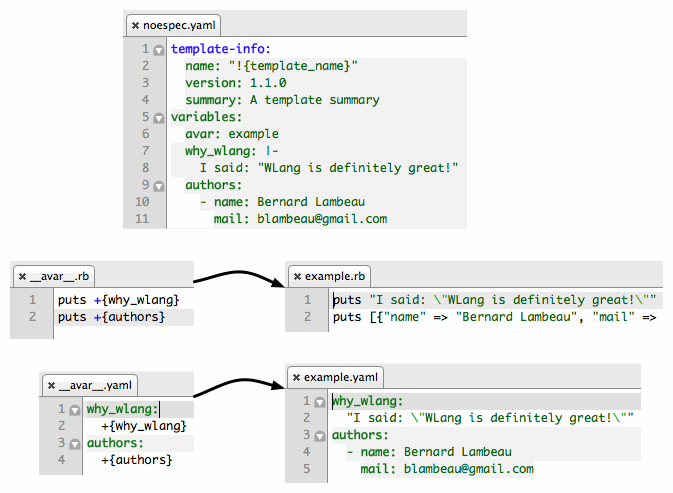 noespec.yaml
1 template-info:
2 name: "!{template_name}"
3 version: 1.1.0
4 summary: A template summary
5 variables:
6 avar: example
7 why_wlang: |-
8 I said: "WLang is definitely great!"
9 authors:
10 - name: Bernard Lambeau
11 mail: blambeau@gmail.com
__avar__.rb
1 puts +{why_wlang}
2 puts +{authors}
example.rb
1 puts "I said: \"WLang is definitely great!\""
2 puts [{"name" => "Bernard Lambeau", "mail" =>
__avar__.yaml
1 why_wlang:
2 +{why_wlang}
3 authors:
4 +{authors}
example.yaml
1 why_wlang:
2 "I said: \"WLang is definitely great!\""
3 authors:
4 - name: Bernard Lambeau
5 mail: blambeau@gmail.com